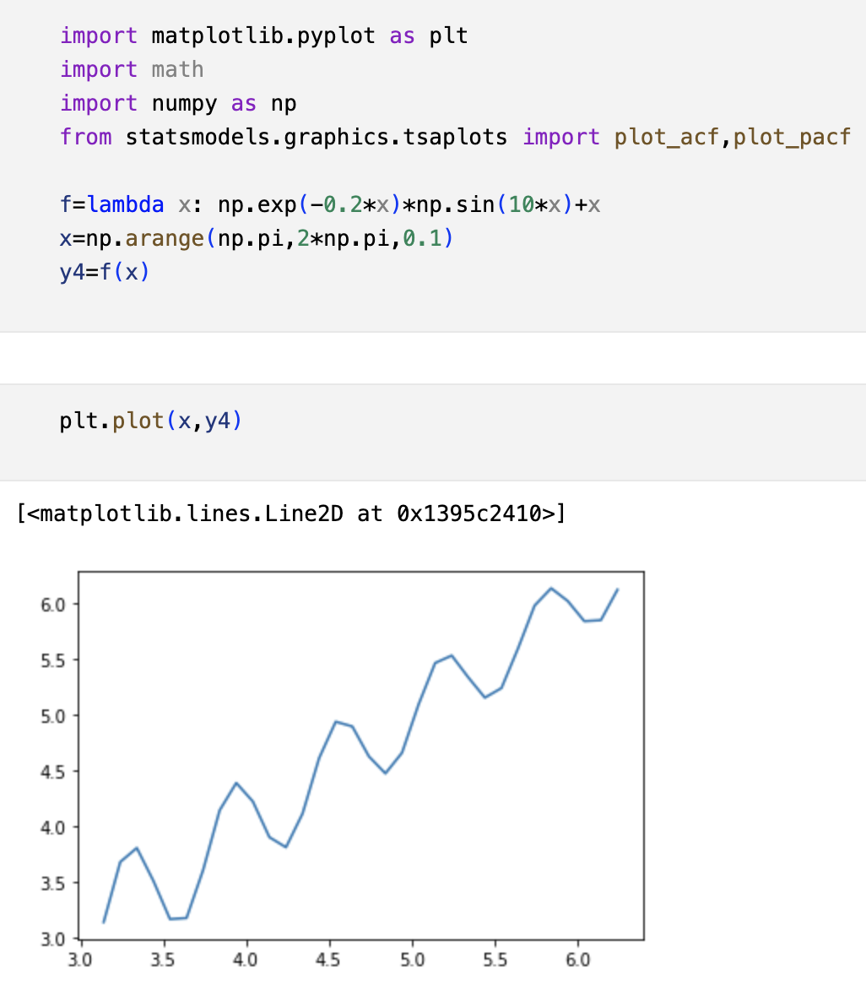 import matplotlib.pyplot as plt
import math
import numpy as np
from statsmodels.graphics.tsaplots import plot_acf,plot_pacf
f=lambda x: np.exp(-0.2*x)*np.sin(10*x)+x
x=np.arange(np.pi,2*np.pi,0.1)
y4=f(x)
plt.plot(x,y4)
[<matplotlib.lines.Line2D at 0x1395c2410>]
6.0
5.5
5.0
4.5
4.0
3.5
3.0
3.0 3.5 4.0 4.5 5.0 5.5 6.0